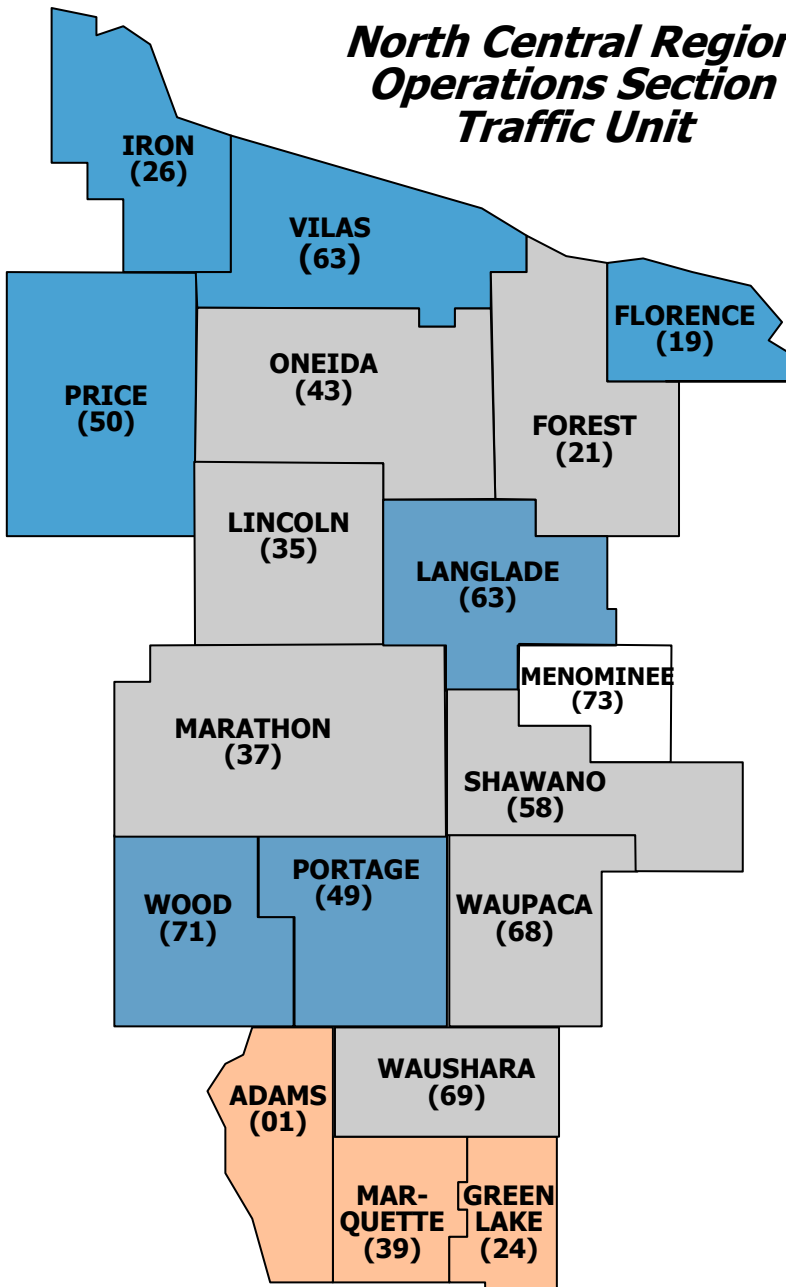 North Central Region
Operations Section
Traffic Unit
IRON
(26)
VILAS
(63)
FLORENCE
(19)
ONEIDA
(43)
PRICE
(50)
FOREST
(21)
LINCOLN
(35)
LANGLADE
(63)
MENOMINEE
(73)
MARATHON
(37)
SHAWANO
(58)
PORTAGE
(49)
WOOD
(71)
WAUPACA
(68)
WAUSHARA
(69)
ADAMS
(01)
MAR-
QUETTE
(39)
GREEN
LAKE
(24)